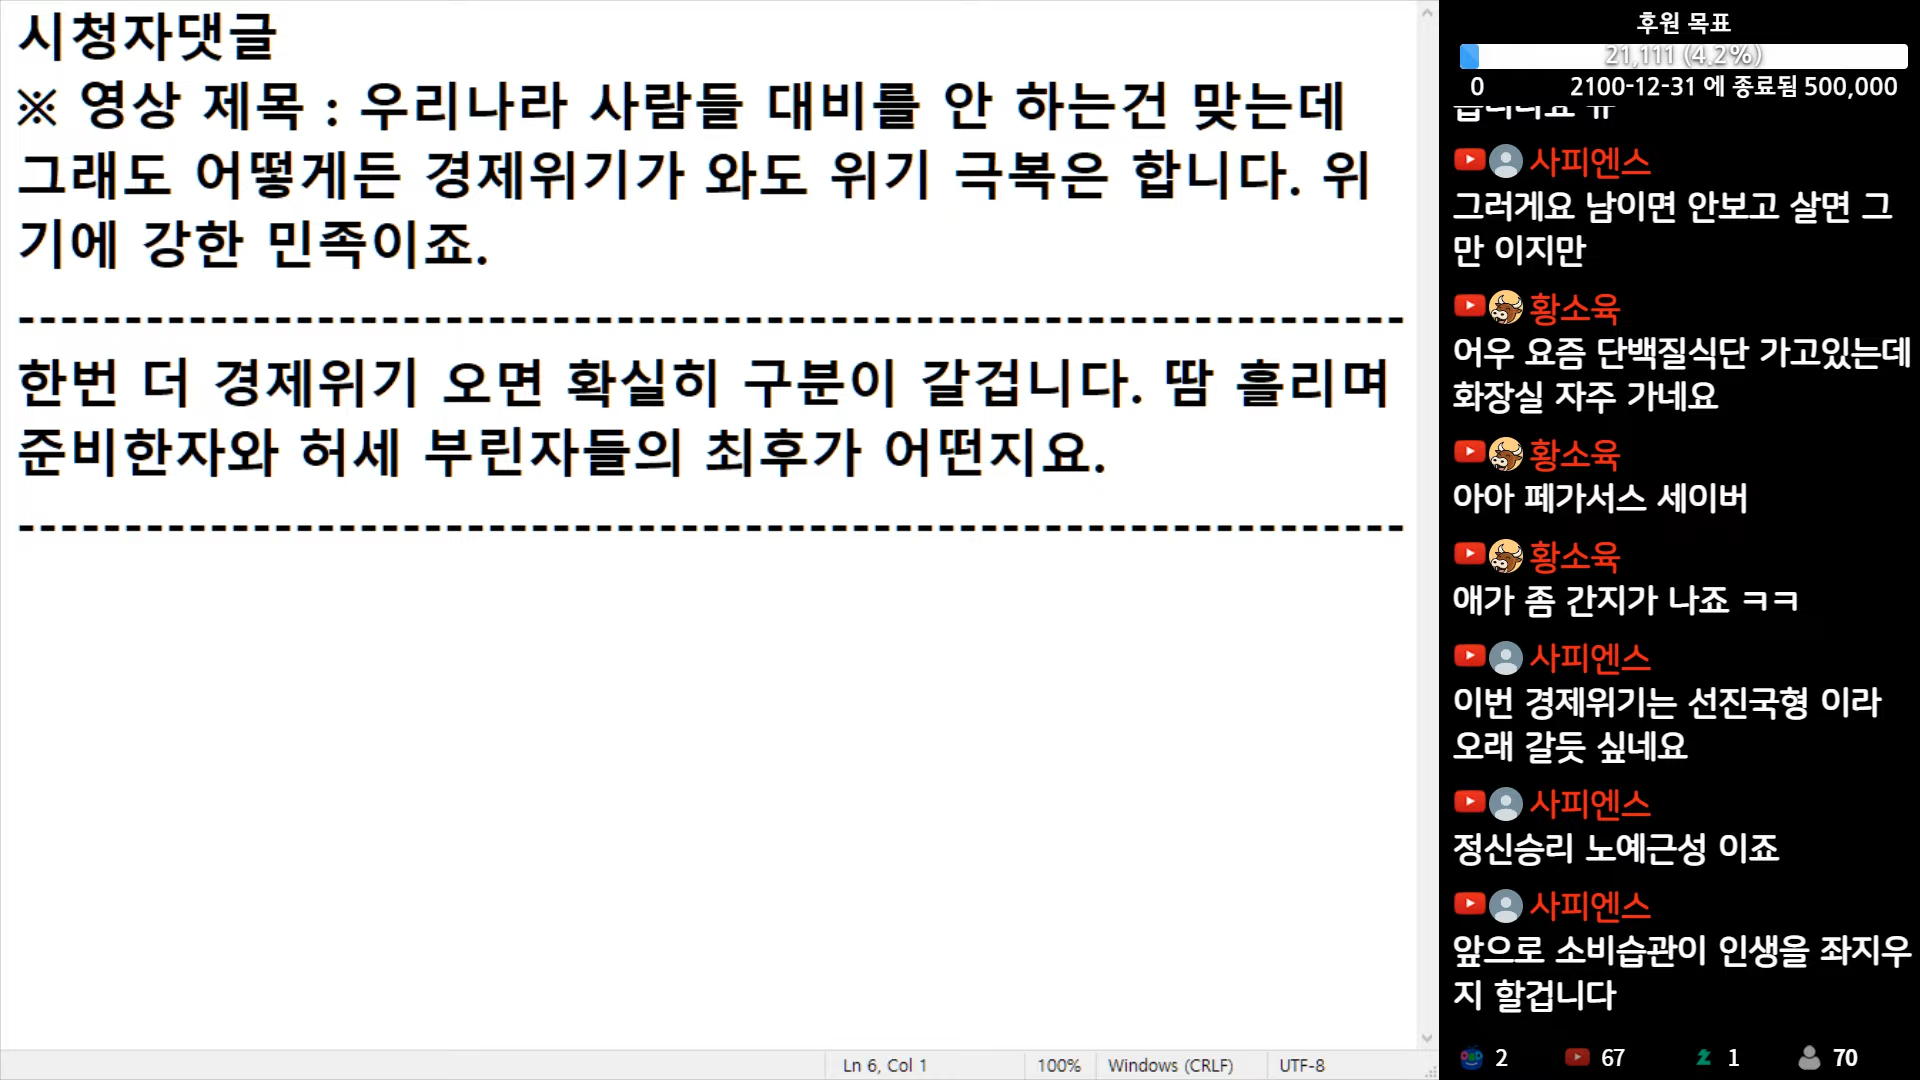 시청자댓글
※ 영상 제목 : 우리나라 사람들 대비를 안 하는건 맞는데
그래도 어떻게든 경제위기가 와도 위기 극복은 합니다. 위
기에 강한 민족이죠.
------------------------------------------------------------------
한번 더 경제위기 오면 확실히 구분이 갈겁니다. 땀 흘리며
준비한자와 허세 부린자들의 최후가 어떤지요.
------------------------------------------------------------------
Ln 6, Col 1
100%
Windows (CRLF)
UTF-8
후원 목표
21,111 (4.2%)
0
2100-12-31 에 종료됨 500,000
사피엔스
그러게요 남이면 안보고 살면 그
만 이지만
황소육
어우 요즘 단백질식단 가고있는데
화장실 자주 가네요
황소육
아아 페가서스 세이버
황소육
애가 좀 간지가 나죠 ㅋㅋ
사피엔스
이번 경제위기는 선진국형 이라
오래 갈듯 싶네요
사피엔스
정신승리 노예근성 이죠
사피엔스
앞으로 소비습관이 인생을 좌지우
지 할겁니다
2
67
1
70